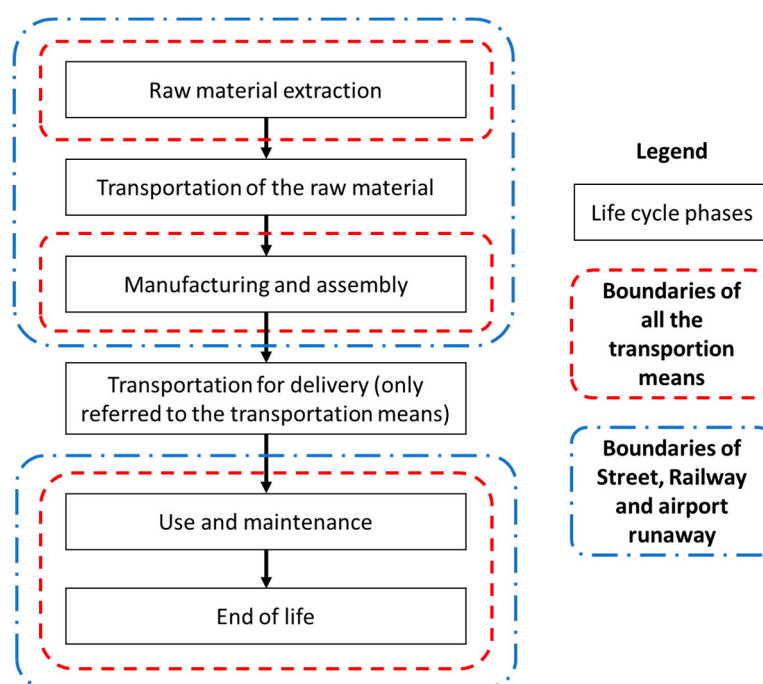 Raw material extraction
Transportation of the raw material
Manufacturing and assembly
Transportation for delivery (only
referred to the transportation means)
Use and maintenance
End of life
Legend
Life cycle phases
Boundaries of
all the
transportion
means
Boundaries of
Street, Railway
and airport
runaway